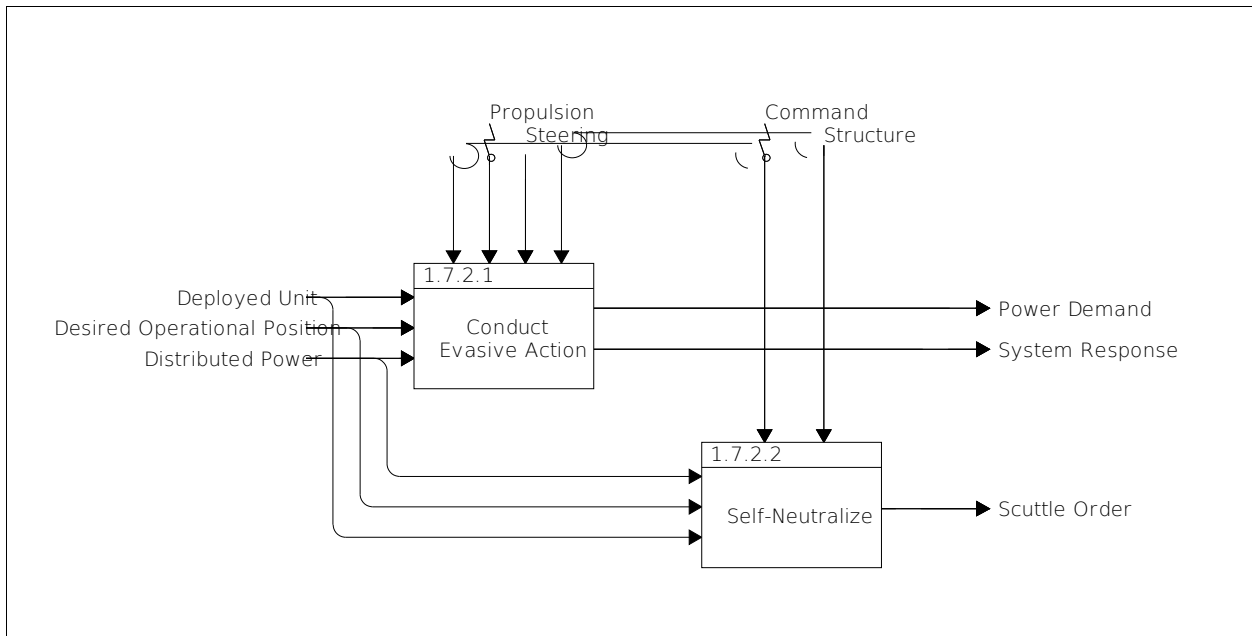 Propulsion
Steering
Command
Structure
1.7.2.1
Conduct
Evasive Action
Deployed Unit
Desired Operational Position
Distributed Power
Power Demand
System Response
1.7.2.2
Self-Neutralize
Scuttle Order